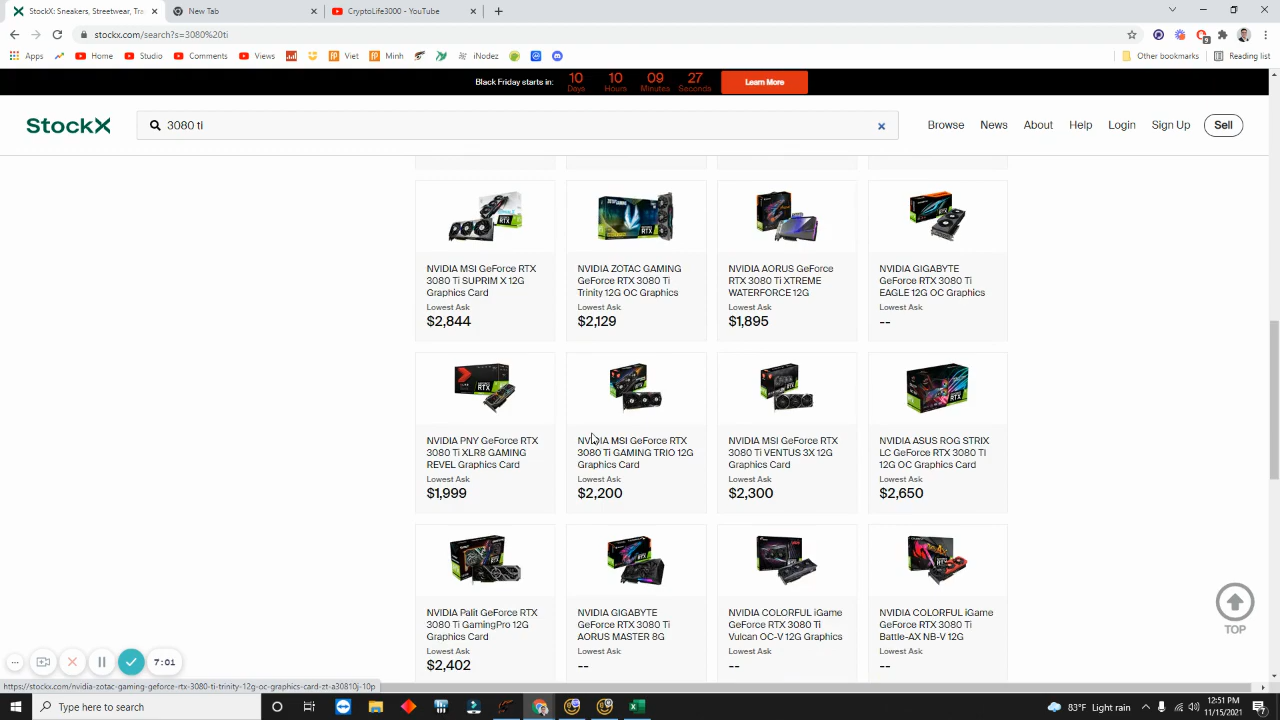 StockX: Sneakers, Streetwear, Tra
New Tab
CryptoLife3000 - YouTube
stockx.com/search?s=3080%20ti
Apps
Home
Studio
Comments
Views
Viet
Minh
iNodez
Other bookmarks
Reading list
Black Friday starts in:
10
10
09
27
Days
Hours
Minutes
Seconds
Learn More
StockX
3080 ti
Browse
News
About
Help
Login
Sign Up
Sell
NVIDIA MSI GeForce RTX
3080 Ti SUPRIM X 12G
Graphics Card
Lowest Ask
$2,844
NVIDIA ZOTAC GAMING
GeForce RTX 3080 Ti
Trinity 12G OC Graphics
Lowest Ask
$2,129
NVIDIA AORUS GeForce
RTX 3080 Ti XTREME
WATERFORCE 12G
Lowest Ask
$1,895
NVIDIA GIGABYTE
GeForce RTX 3080 Ti
EAGLE 12G OC Graphics
Lowest Ask
--
NVIDIA PNY GeForce RTX
3080 Ti XLR8 GAMING
REVEL Graphics Card
Lowest Ask
$1,999
NVIDIA MSI GeForce RTX
3080 Ti GAMING TRIO 12G
Graphics Card
Lowest Ask
$2,200
NVIDIA MSI GeForce RTX
3080 Ti VENTUS 3X 12G
Graphics Card
Lowest Ask
$2,300
NVIDIA ASUS ROG STRIX
LC GeForce RTX 3080 TI
12G OC Graphics Card
Lowest Ask
$2,650
NVIDIA Palit GeForce RTX
3080 Ti GamingPro 12G
Graphics Card
Lowest Ask
$2,402
NVIDIA GIGABYTE
GeForce RTX 3080 Ti
AORUS MASTER 8G
Lowest Ask
--
NVIDIA COLORFUL iGame
GeForce RTX 3080 Ti
Vulcan OC-V 12G Graphics
Lowest Ask
--
NVIDIA COLORFUL iGame
GeForce RTX 3080 Ti
Battle-AX NB-V 12G
Lowest Ask
--
TOP
7:01
https://stockx.com/nvidia-zotac-gaming-geforce-rtx-3080-ti-trinity-12g-oc-graphics-card-zt-a30810j-10p
Type here to search
83°F Light rain
12:51 PM
11/15/2021